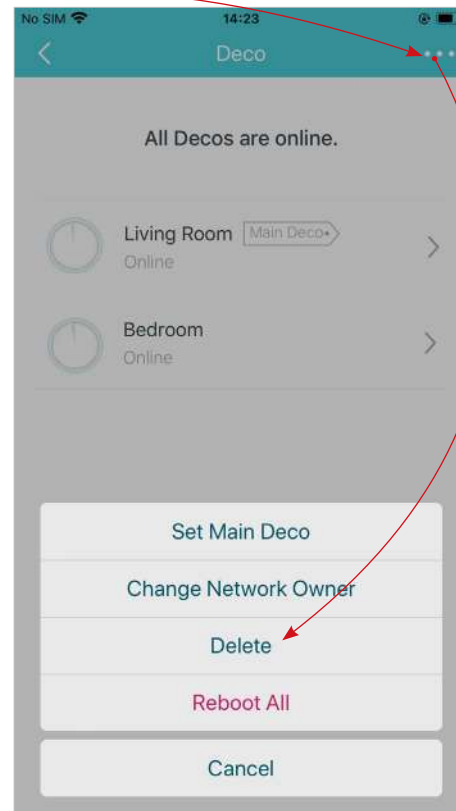 No SIM 14:23
Deco
All Decos are online.
Living Room Main Deco
Online
Bedroom
Online
Set Main Deco
Change Network Owner
Delete
Reboot All
Cancel